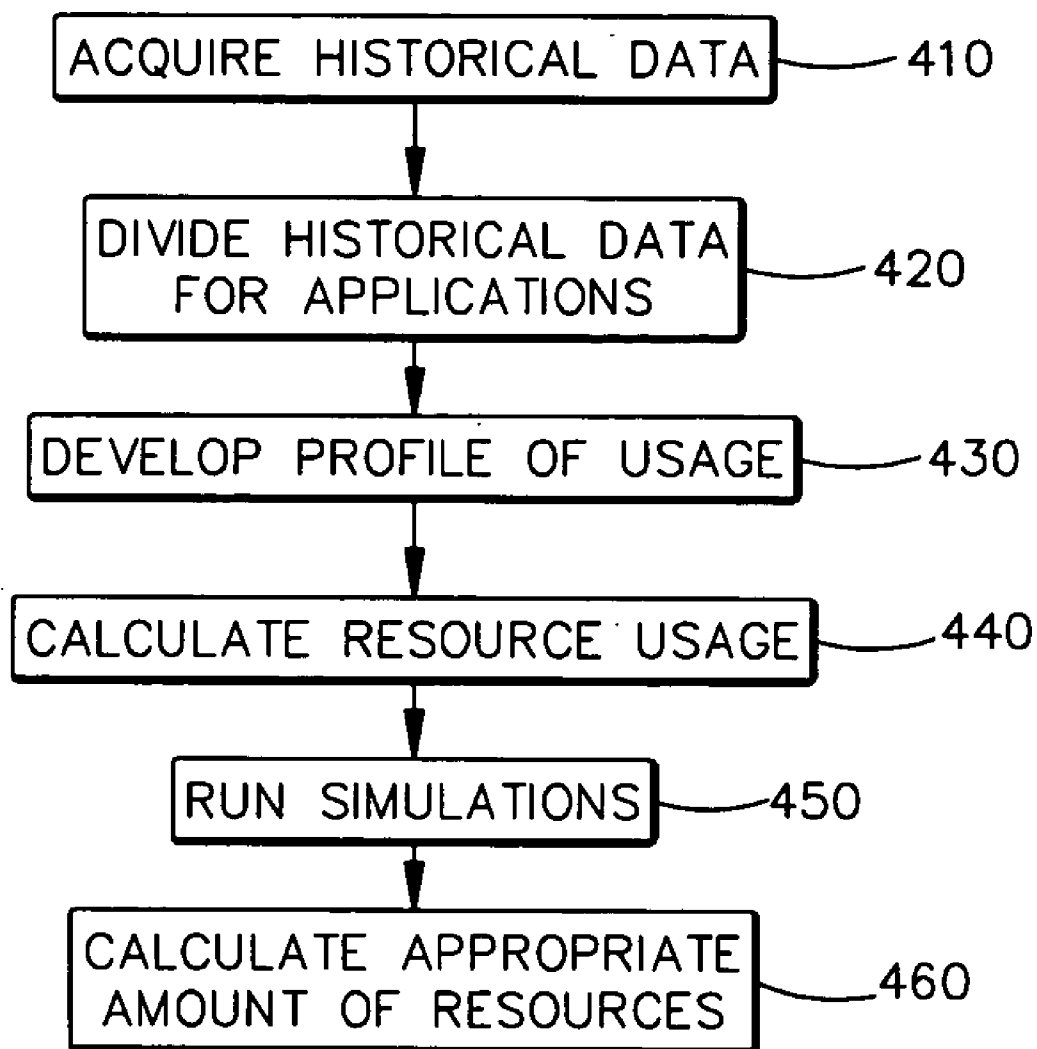 ACQUIRE HISTORICAL DATA 410
DIVIDE HISTORICAL DATA
FOR APPLICATIONS 420
DEVELOP PROFILE OF USAGE 430
CALCULATE RESOURCE USAGE 440
RUN SIMULATIONS 450
CALCULATE APPROPRIATE
AMOUNT OF RESOURCES 460